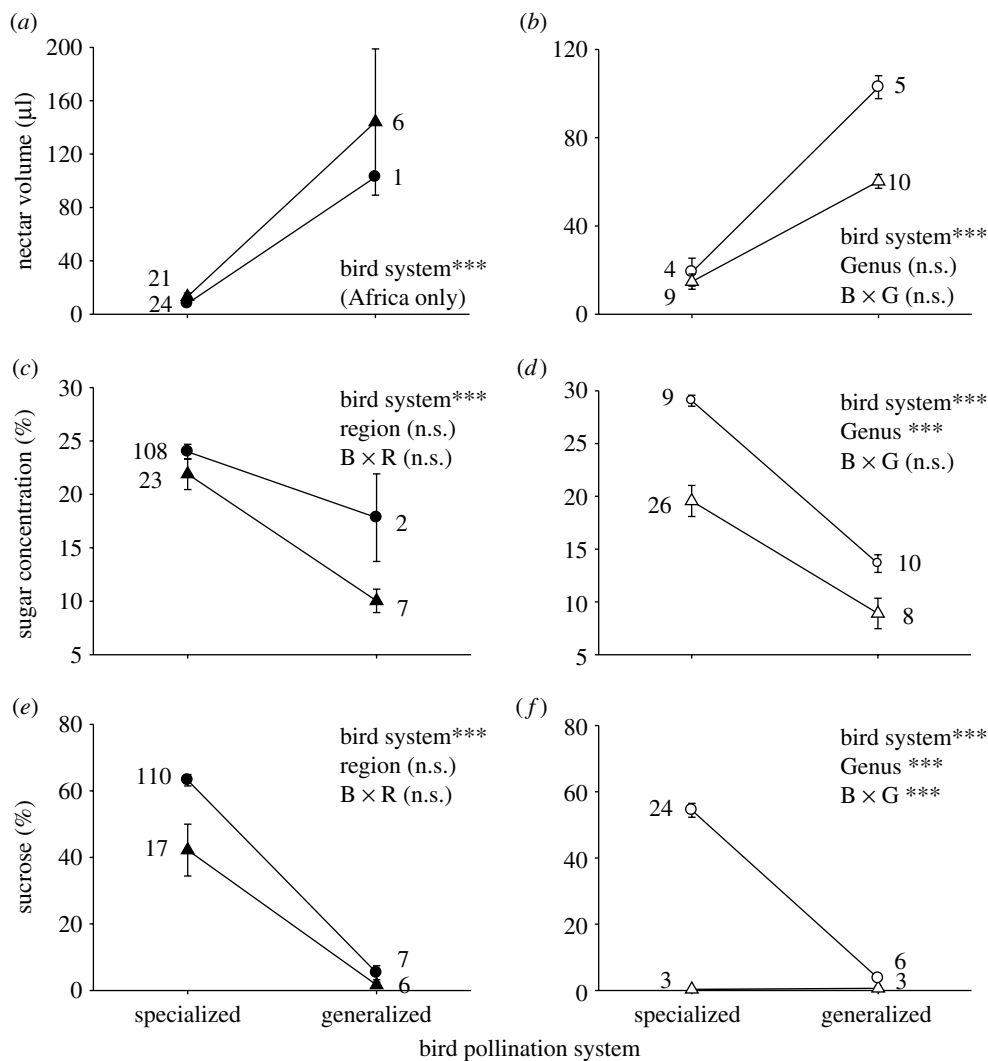 (a)
200
160
120
80
40
0
nectar volume (µl)
21
24
6
1
bird system***
(Africa only)
(b)
120
80
40
0
4
9
5
10
bird system***
Genus (n.s.)
B × G (n.s.)
(c)
30
25
20
15
10
5
sugar concentration (%)
108
23
2
7
bird system***
region (n.s.)
B × R (n.s.)
(d)
30
25
20
15
10
5
9
26
10
8
bird system***
Genus ***
B × G (n.s.)
(e)
80
60
40
20
0
sucrose (%)
110
17
7
6
bird system***
region (n.s.)
B × R (n.s.)
specialized generalized
(f)
80
60
40
20
0
24
3
6
3
bird system***
Genus ***
B × G ***
specialized generalized
bird pollination system